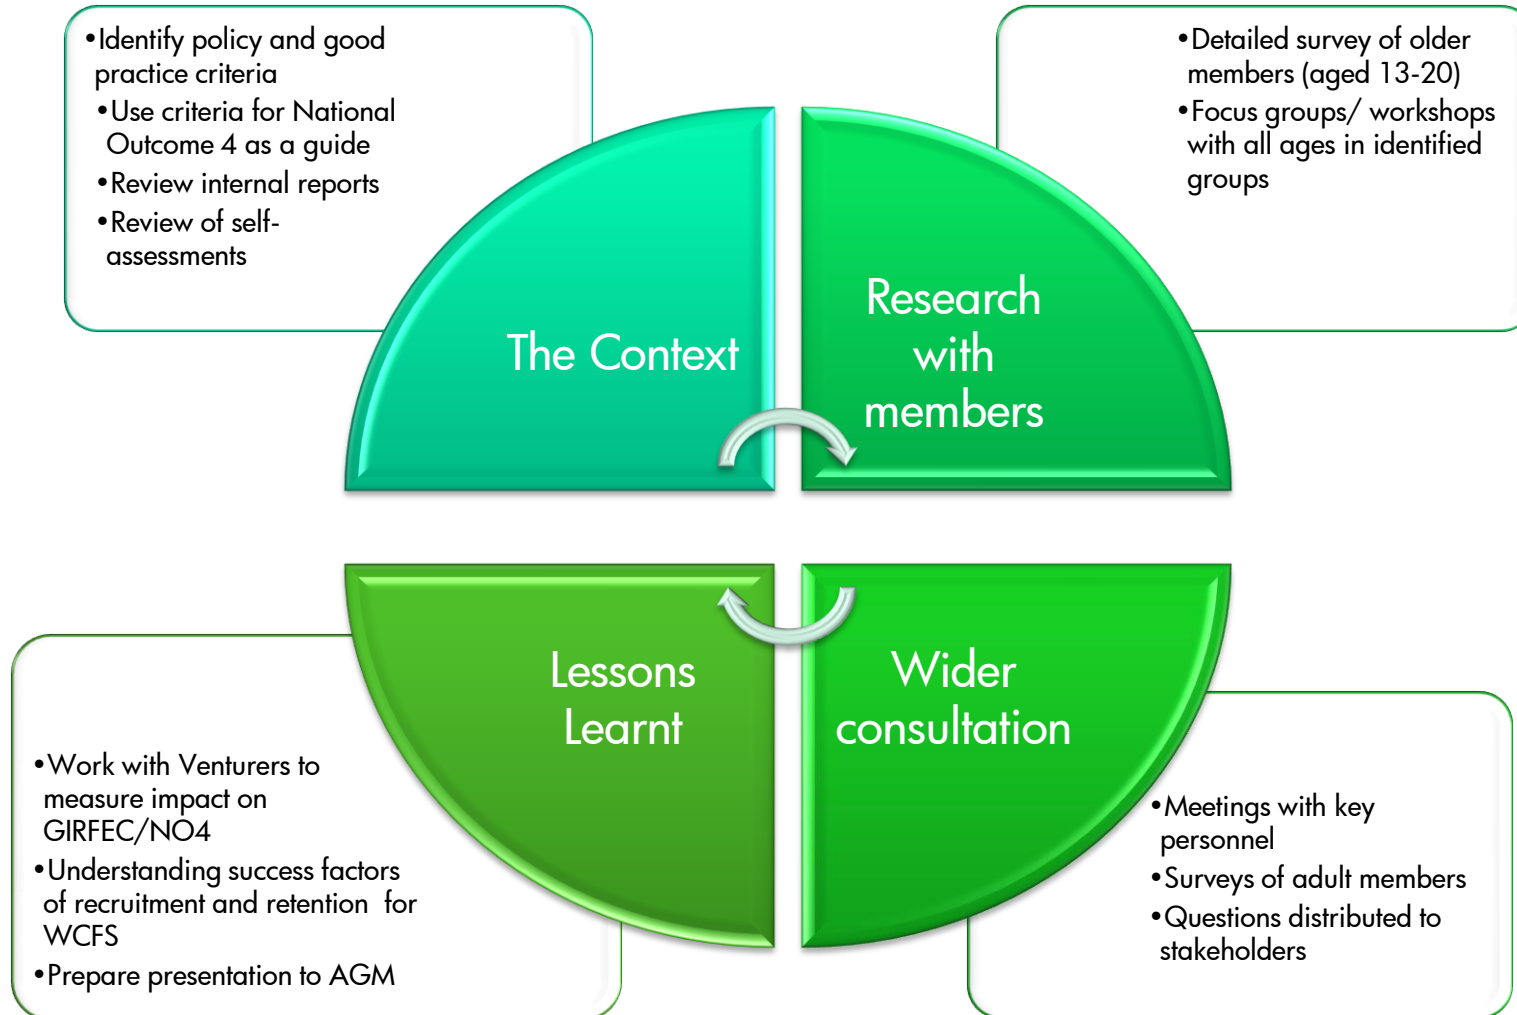 •Identify policy and good
practice criteria
•Use criteria for National
Outcome 4 as a guide
•Review internal reports
•Review of self-
assessments
The Context
•Detailed survey of older
members (aged 13-20)
•Focus groups/ workshops
with all ages in identified
groups
Research
with
members
Lessons
Learnt
•Work with Venturers to
measure impact on
GIRFEC/NO4
•Understanding success factors
of recruitment and retention for
WCFS
•Prepare presentation to AGM
Wider
consultation
•Meetings with key
personnel
•Surveys of adult members
•Questions distributed to
stakeholders